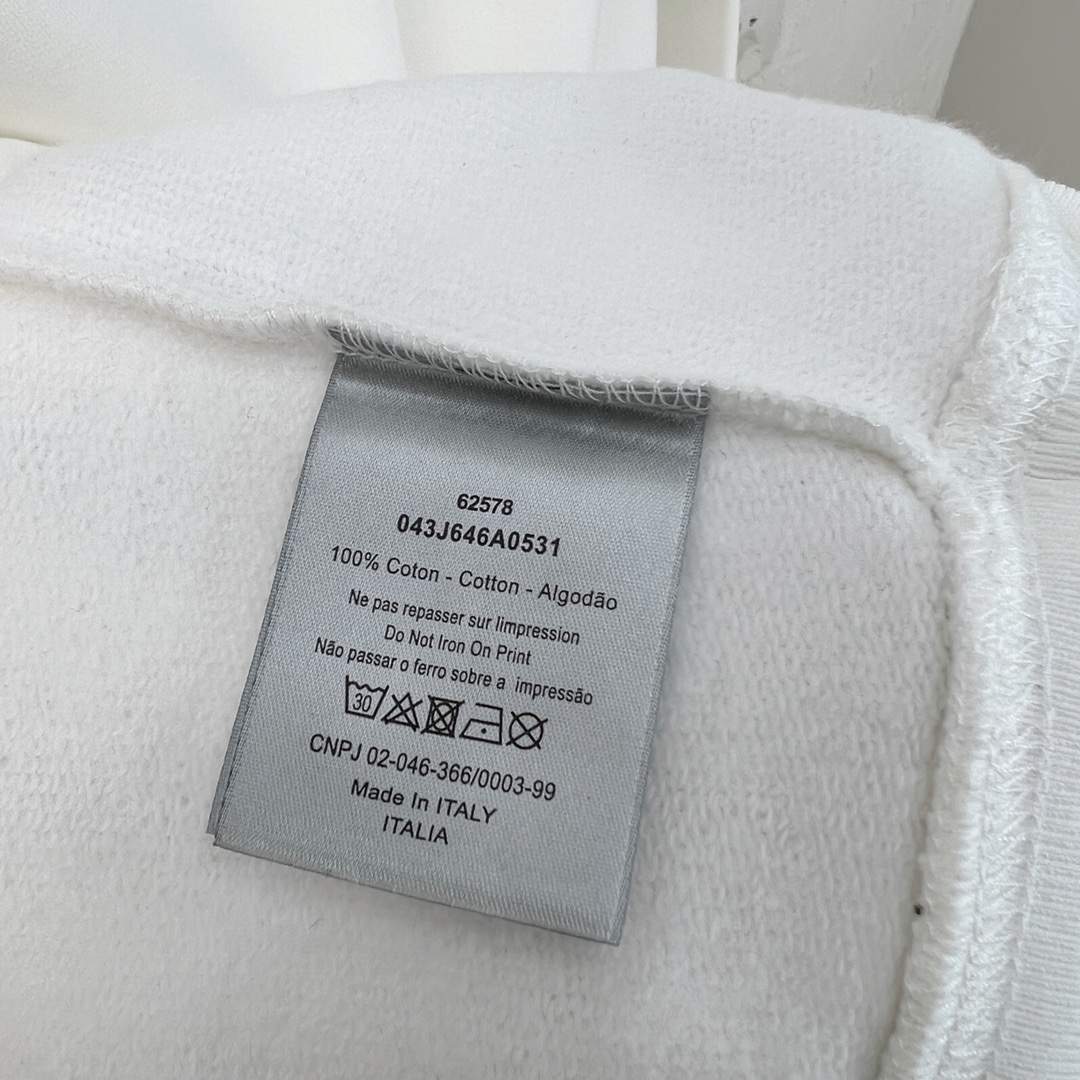 62578
043J646A0531
100% Coton - Cotton - Algodão
Ne pas repasser sur limpression
Do Not Iron On Print
Não passar o ferro sobre a impressão
30
CNPJ 02-046-366/0003-99
Made In ITALY
ITALIA